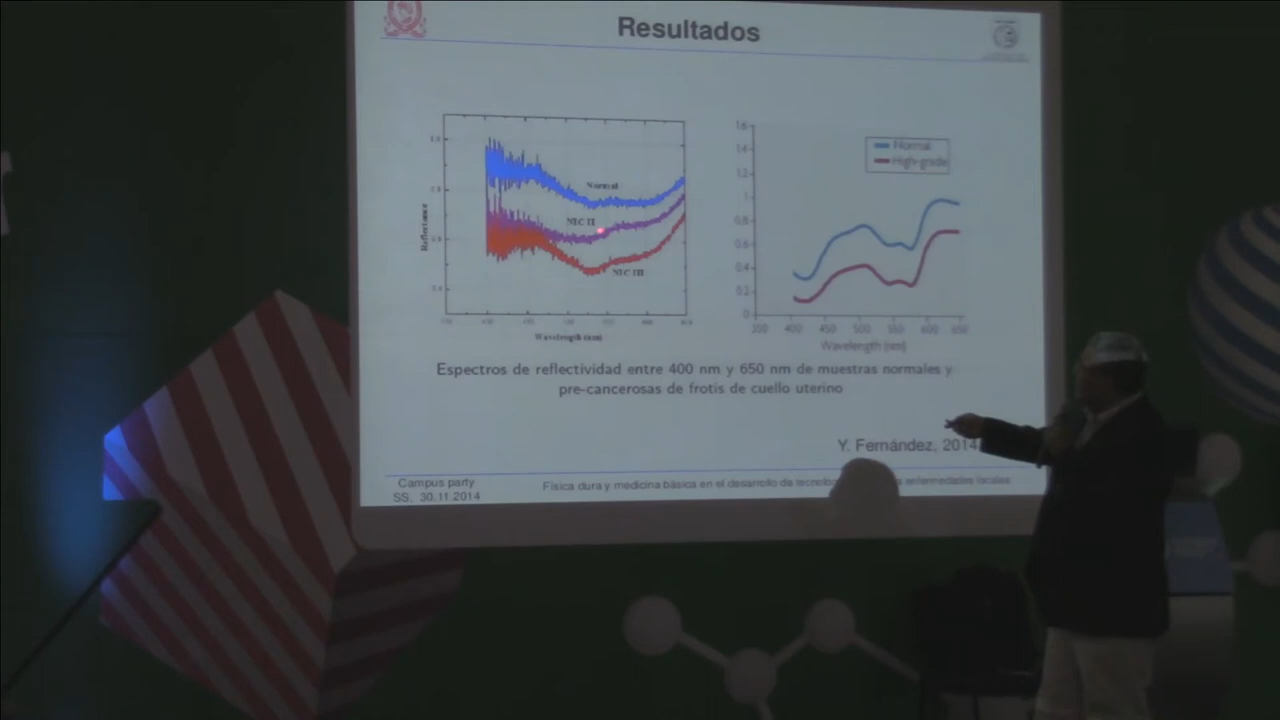 Resultados
Reflectance
Normal
NIC II
NIC III
Wavelength (nm)
1.6
1.4
1.2
1
0.8
0.6
0.4
0.2
0
Normal
High-grade
350 400 450 500 550 600 650
Wavelength (nm)
Espectros de reflectividad entre 400 nm y 650 nm de muestras normales y
pre-cancerosas de frotis de cuello uterino
Y. Fernández, 2014
Campus party
SS. 30.11.2014
Física dura y medicina básica en el desarrollo de enfermedades locales